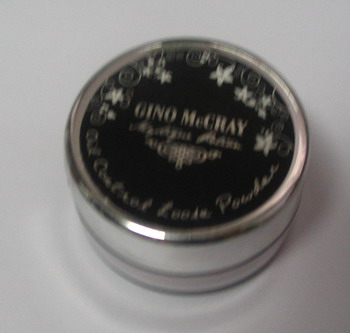 GINO McCRAY
Oil Control Loose Powder